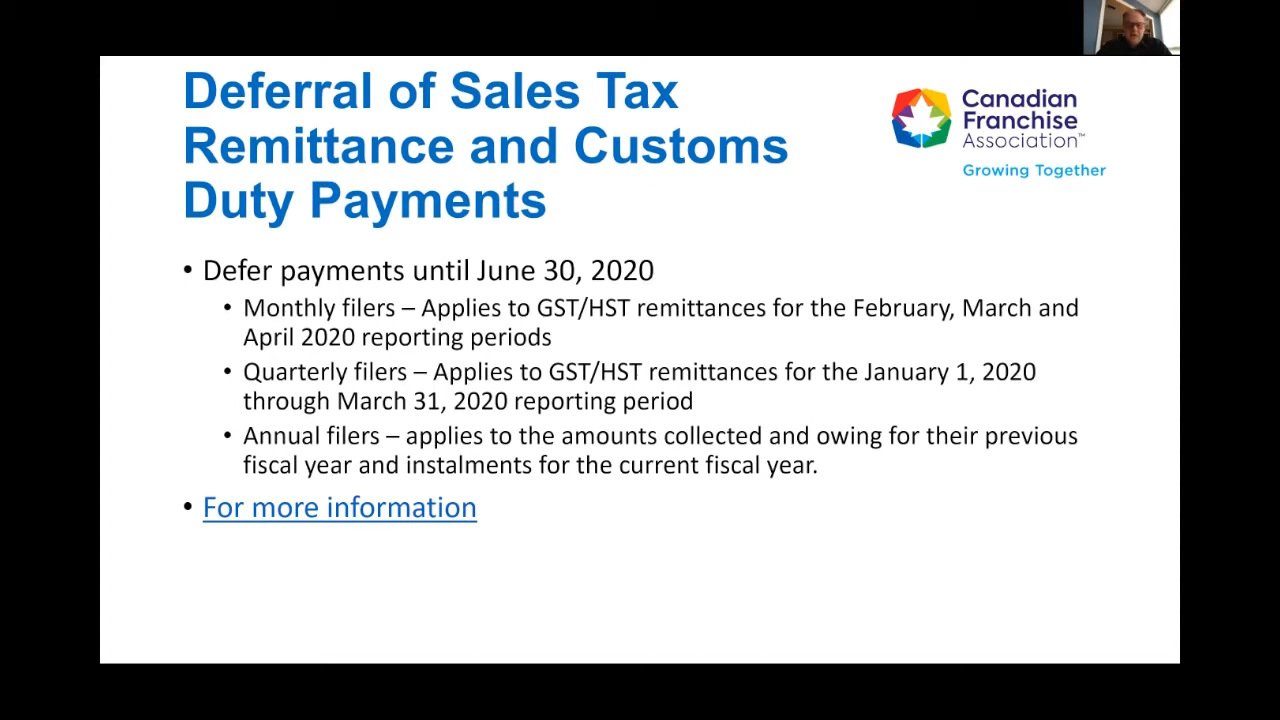 Deferral of Sales Tax
Remittance and Customs
Duty Payments
Canadian
Franchise
Association™
Growing Together
• Defer payments until June 30, 2020
• Monthly filers – Applies to GST/HST remittances for the February, March and
April 2020 reporting periods
• Quarterly filers – Applies to GST/HST remittances for the January 1, 2020
through March 31, 2020 reporting period
• Annual filers – applies to the amounts collected and owing for their previous
fiscal year and instalments for the current fiscal year.
• For more information